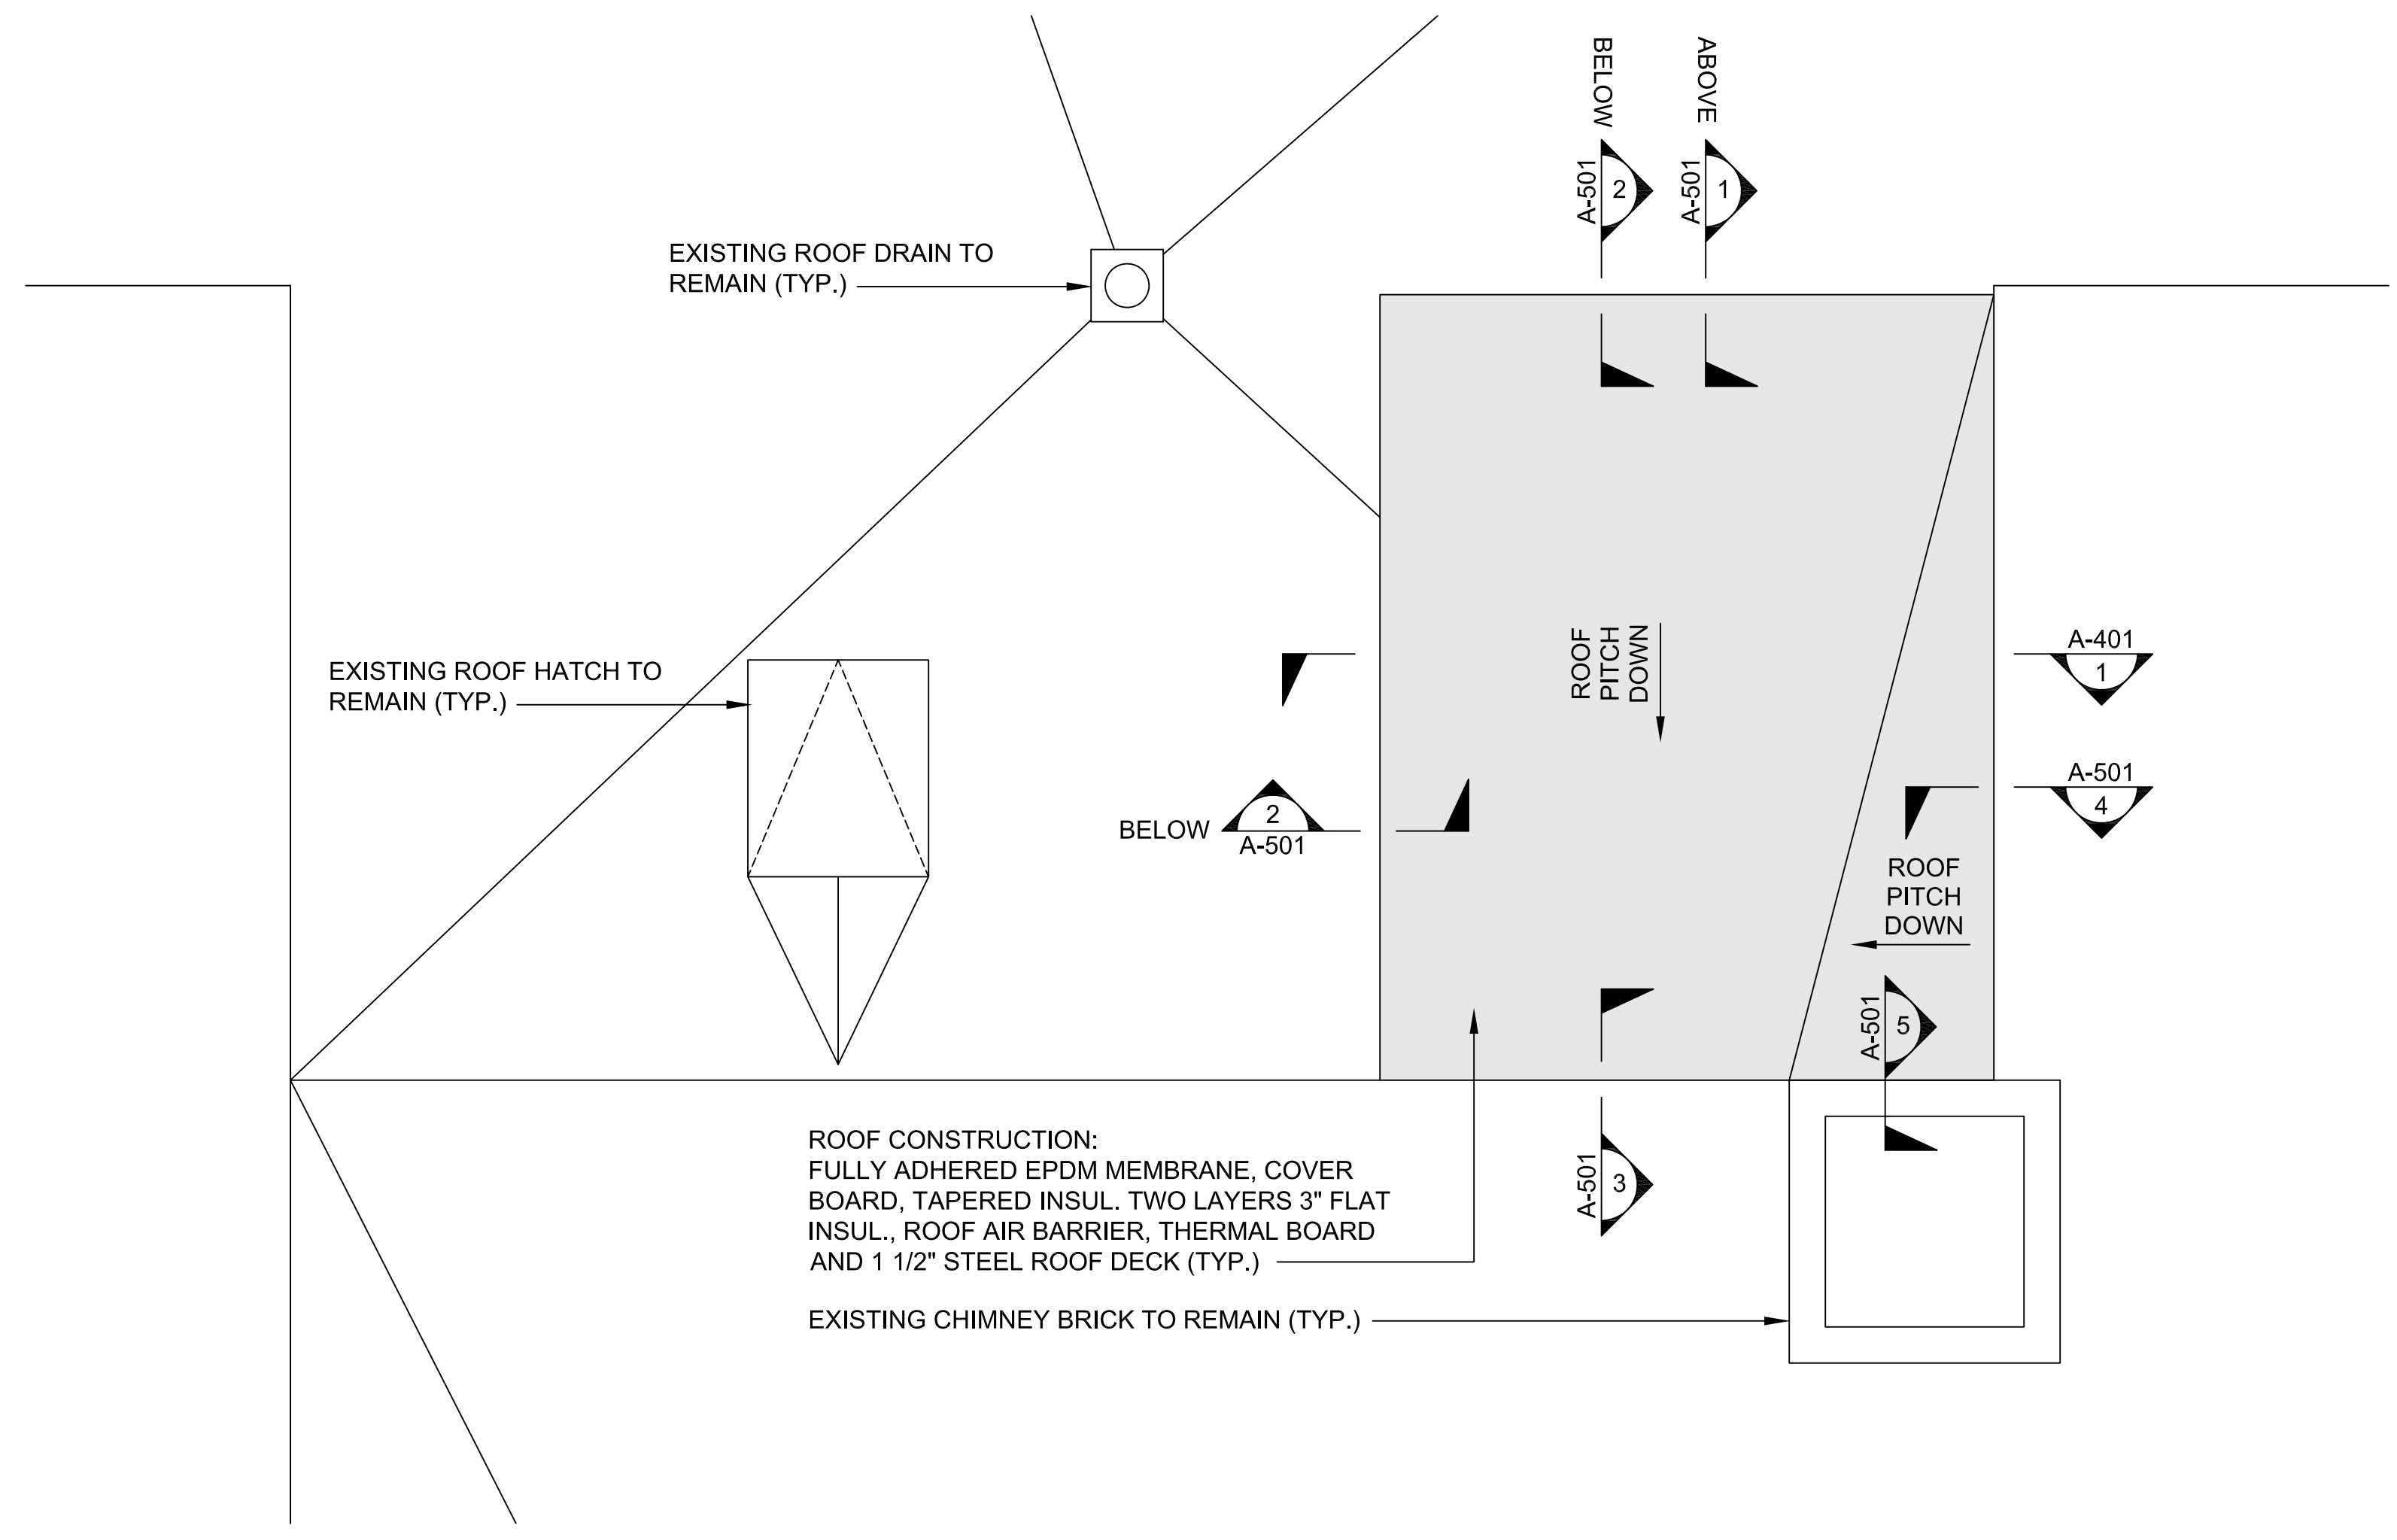 BELOW
ABOVE
A-501
2
A-501
1
EXISTING ROOF DRAIN TO
REMAIN (TYP.)
EXISTING ROOF HATCH TO
REMAIN (TYP.)
ROOF
PITCH
DOWN
A-401
1
A-501
4
BELOW
2
A-501
ROOF
PITCH
DOWN
A-501
5
ROOF CONSTRUCTION:
FULLY ADHERED EPDM MEMBRANE, COVER
BOARD, TAPERED INSUL. TWO LAYERS 3" FLAT
INSUL., ROOF AIR BARRIER, THERMAL BOARD
AND 1 1/2" STEEL ROOF DECK (TYP.)
A-501
3
EXISTING CHIMNEY BRICK TO REMAIN (TYP.)